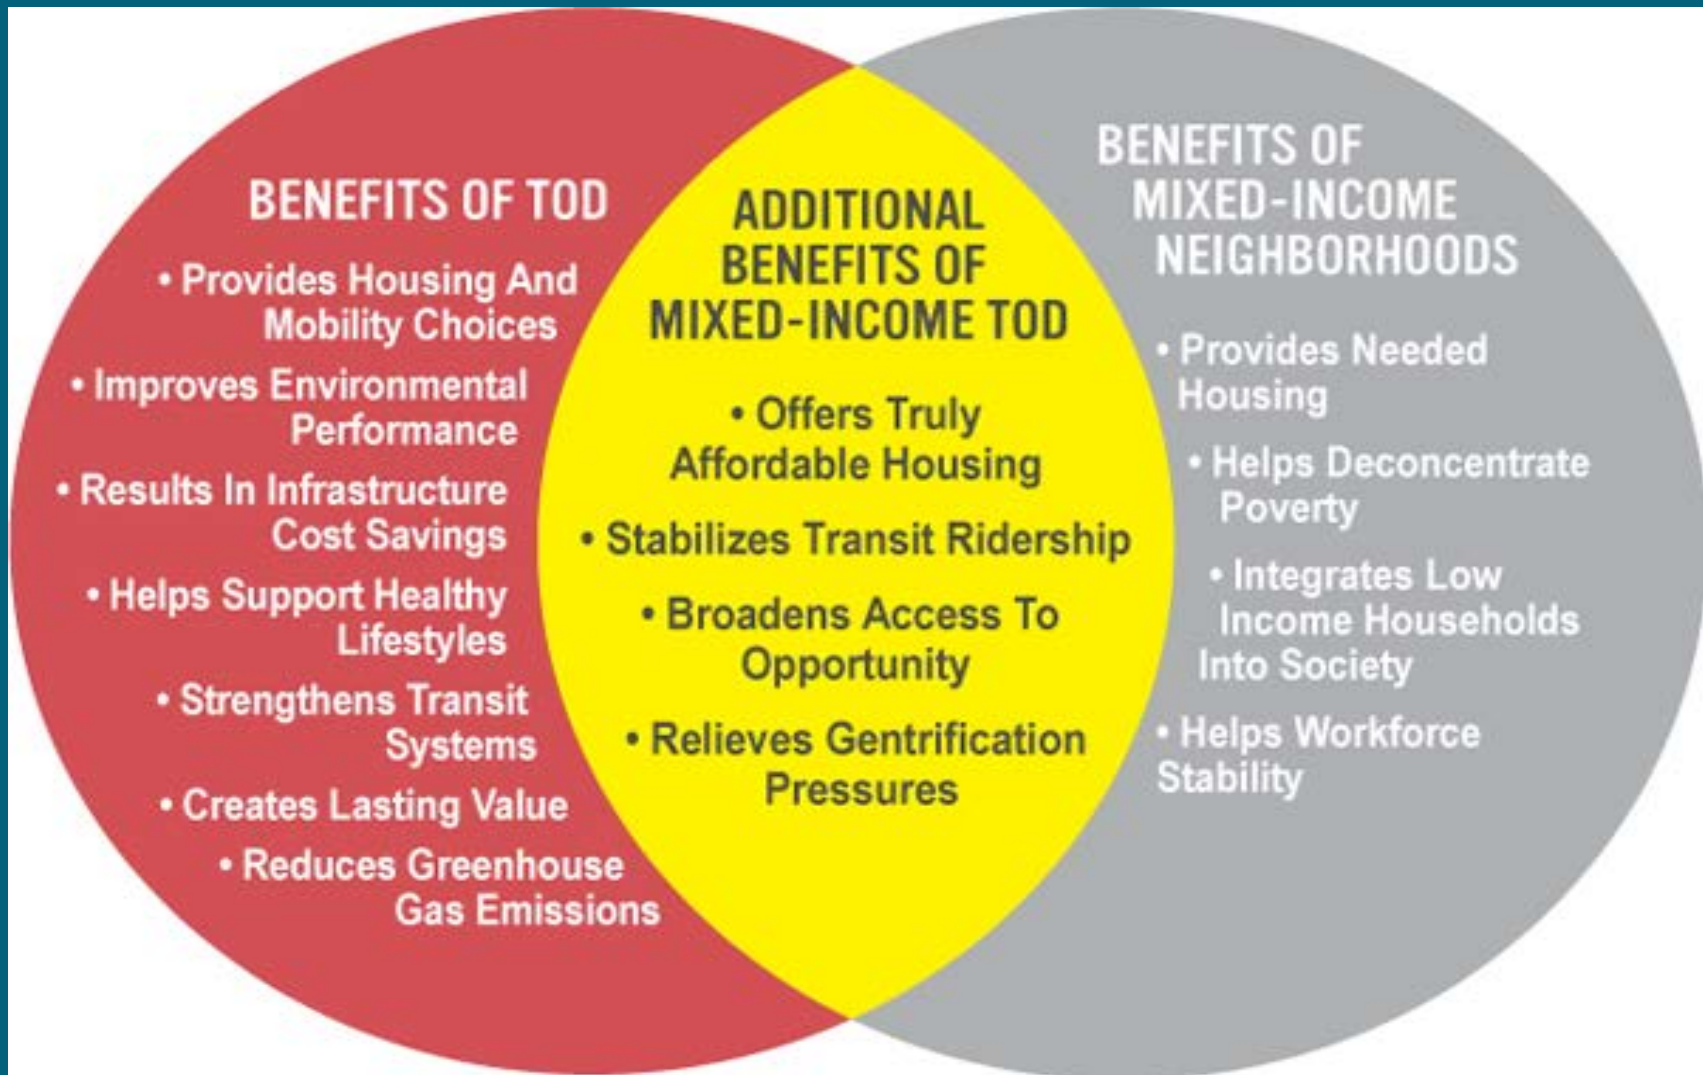 BENEFITS OF TOD
• Provides Housing And
Mobility Choices
• Improves Environmental
Performance
• Results In Infrastructure
Cost Savings
• Helps Support Healthy
Lifestyles
• Strengthens Transit
Systems
• Creates Lasting Value
• Reduces Greenhouse
Gas Emissions
ADDITIONAL
BENEFITS OF
MIXED-INCOME TOD
• Offers Truly
Affordable Housing
• Stabilizes Transit Ridership
• Broadens Access To
Opportunity
• Relieves Gentrification
Pressures
BENEFITS OF
MIXED-INCOME
NEIGHBORHOODS
• Provides Needed
Housing
• Helps Deconcentrate
Poverty
• Integrates Low
Income Households
Into Society
• Helps Workforce
Stability